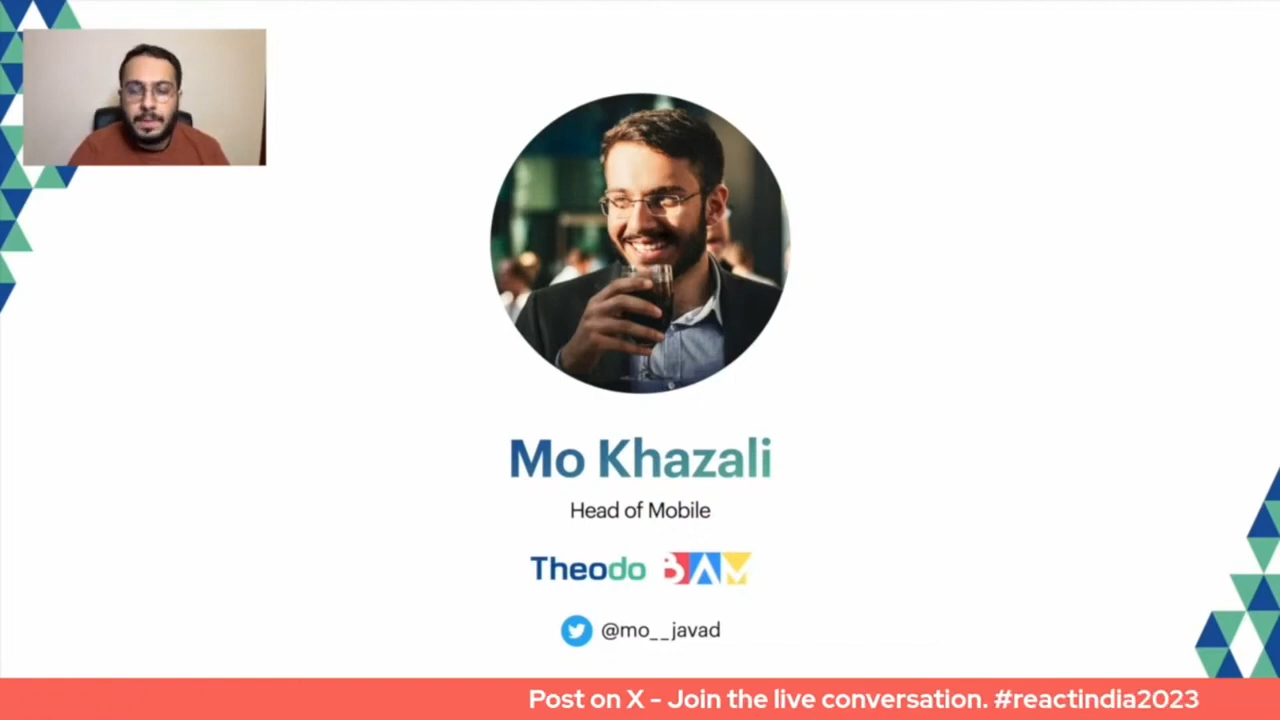 Mo Khazali
Head of Mobile
Theodo BAM
@mo__javad
Post on X - Join the live conversation. #reactindia2023